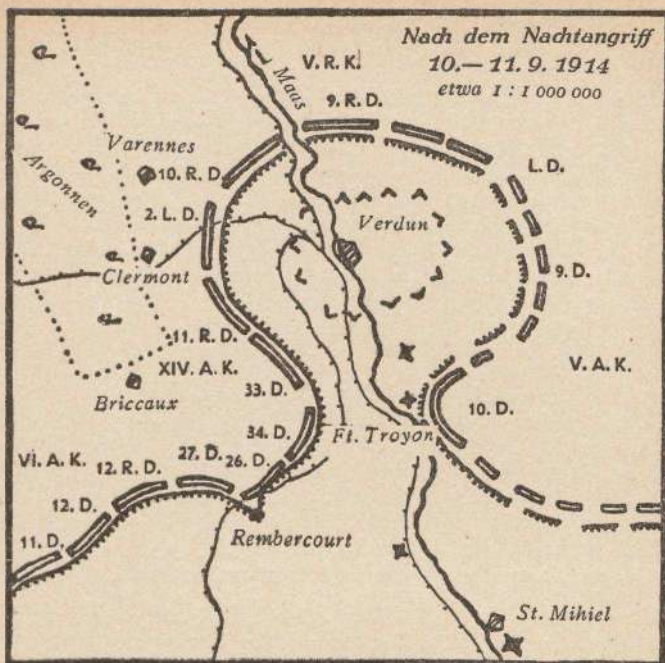 Nach dem Nachtangriff
10.—11. 9. 1914
etwa 1 : 1 000 000
V. R. K.
Maas
9. R. D.
Varennes
10. R. D.
L. D.
Argonnen
2. L. D.
Verdun
Clermont
9. D.
11. R. D.
XIV. A. K.
V. A. K.
Briccaux
33. D.
10. D.
34. D.
Ft. Troyon
VI. A. K.
12. R. D.
27. D.
26. D.
12. D.
11. D.
Rembercourt
St. Mihiel